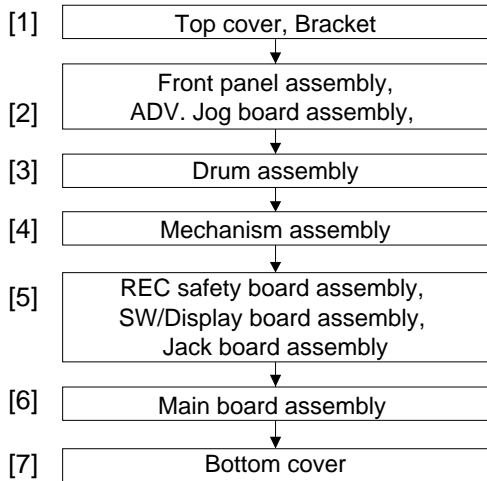 [1] Top cover, Bracket
Front panel assembly,
[2] ADV. Jog board assembly,
[3] Drum assembly
[4] Mechanism assembly
REC safety board assembly,
[5] SW/Display board assembly,
Jack board assembly
[6] Main board assembly
[7] Bottom cover